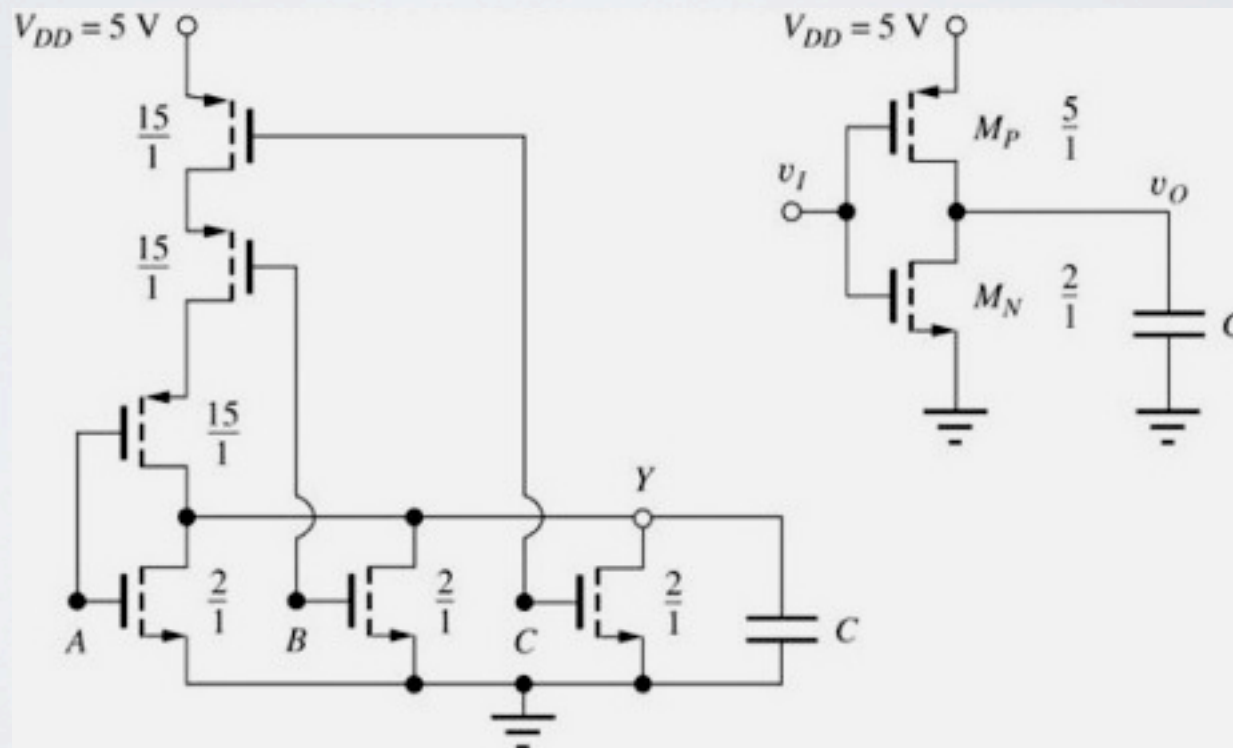 V_DD = 5 V
15/1
15/1
15/1
Y
2/1
2/1
2/1
A
B
C
C
V_DD = 5 V
M_P 5/1
v_I
v_O
M_N 2/1